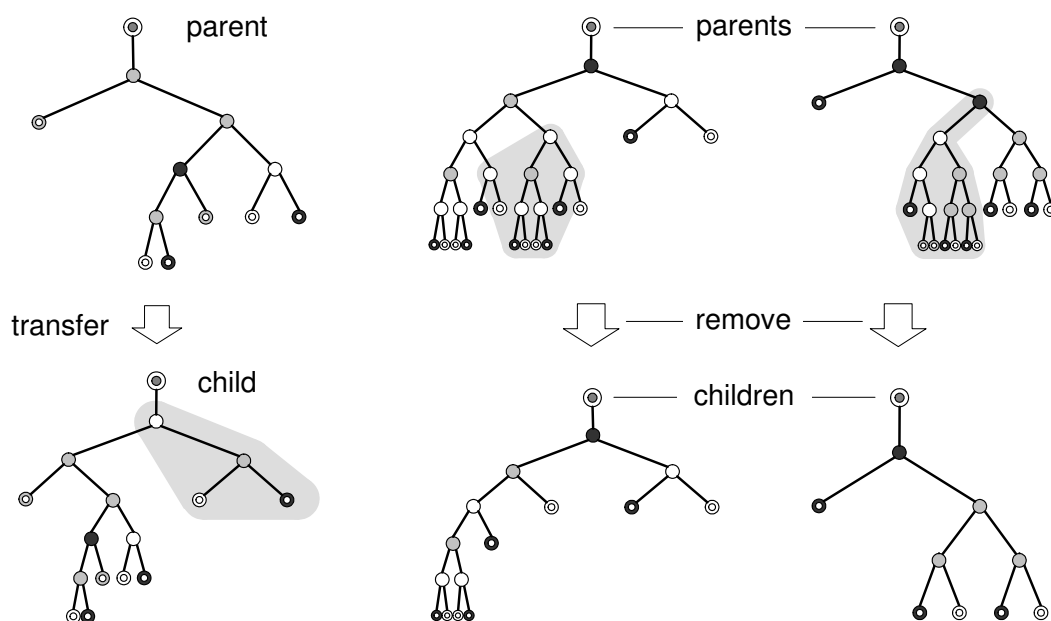 parent
parents
transfer
remove
child
children